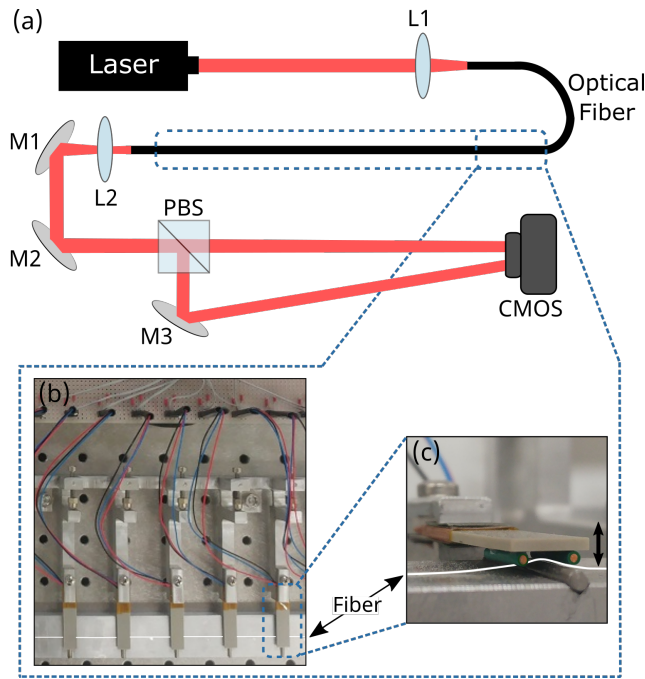 (a)
L1
Laser
Optical
Fiber
M1
L2
PBS
M2
CMOS
M3
(b)
(c)
Fiber